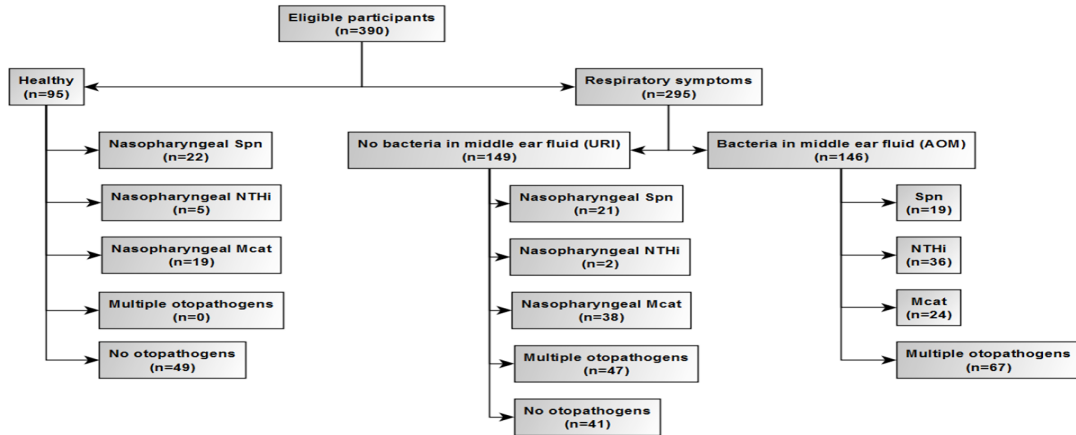 Eligible participants
(n=390)
Healthy
(n=95)
Respiratory symptoms
(n=295)
Nasopharyngeal Spn
(n=22)
Nasopharyngeal NTHi
(n=5)
Nasopharyngeal Mcat
(n=19)
Multiple otopathogens
(n=0)
No otopathogens
(n=49)
No bacteria in middle ear fluid (URI)
(n=149)
Nasopharyngeal Spn
(n=21)
Nasopharyngeal NTHi
(n=2)
Nasopharyngeal Mcat
(n=38)
Multiple otopathogens
(n=47)
No otopathogens
(n=41)
Bacteria in middle ear fluid (AOM)
(n=146)
Spn
(n=19)
NTHi
(n=36)
Mcat
(n=24)
Multiple otopathogens
(n=67)